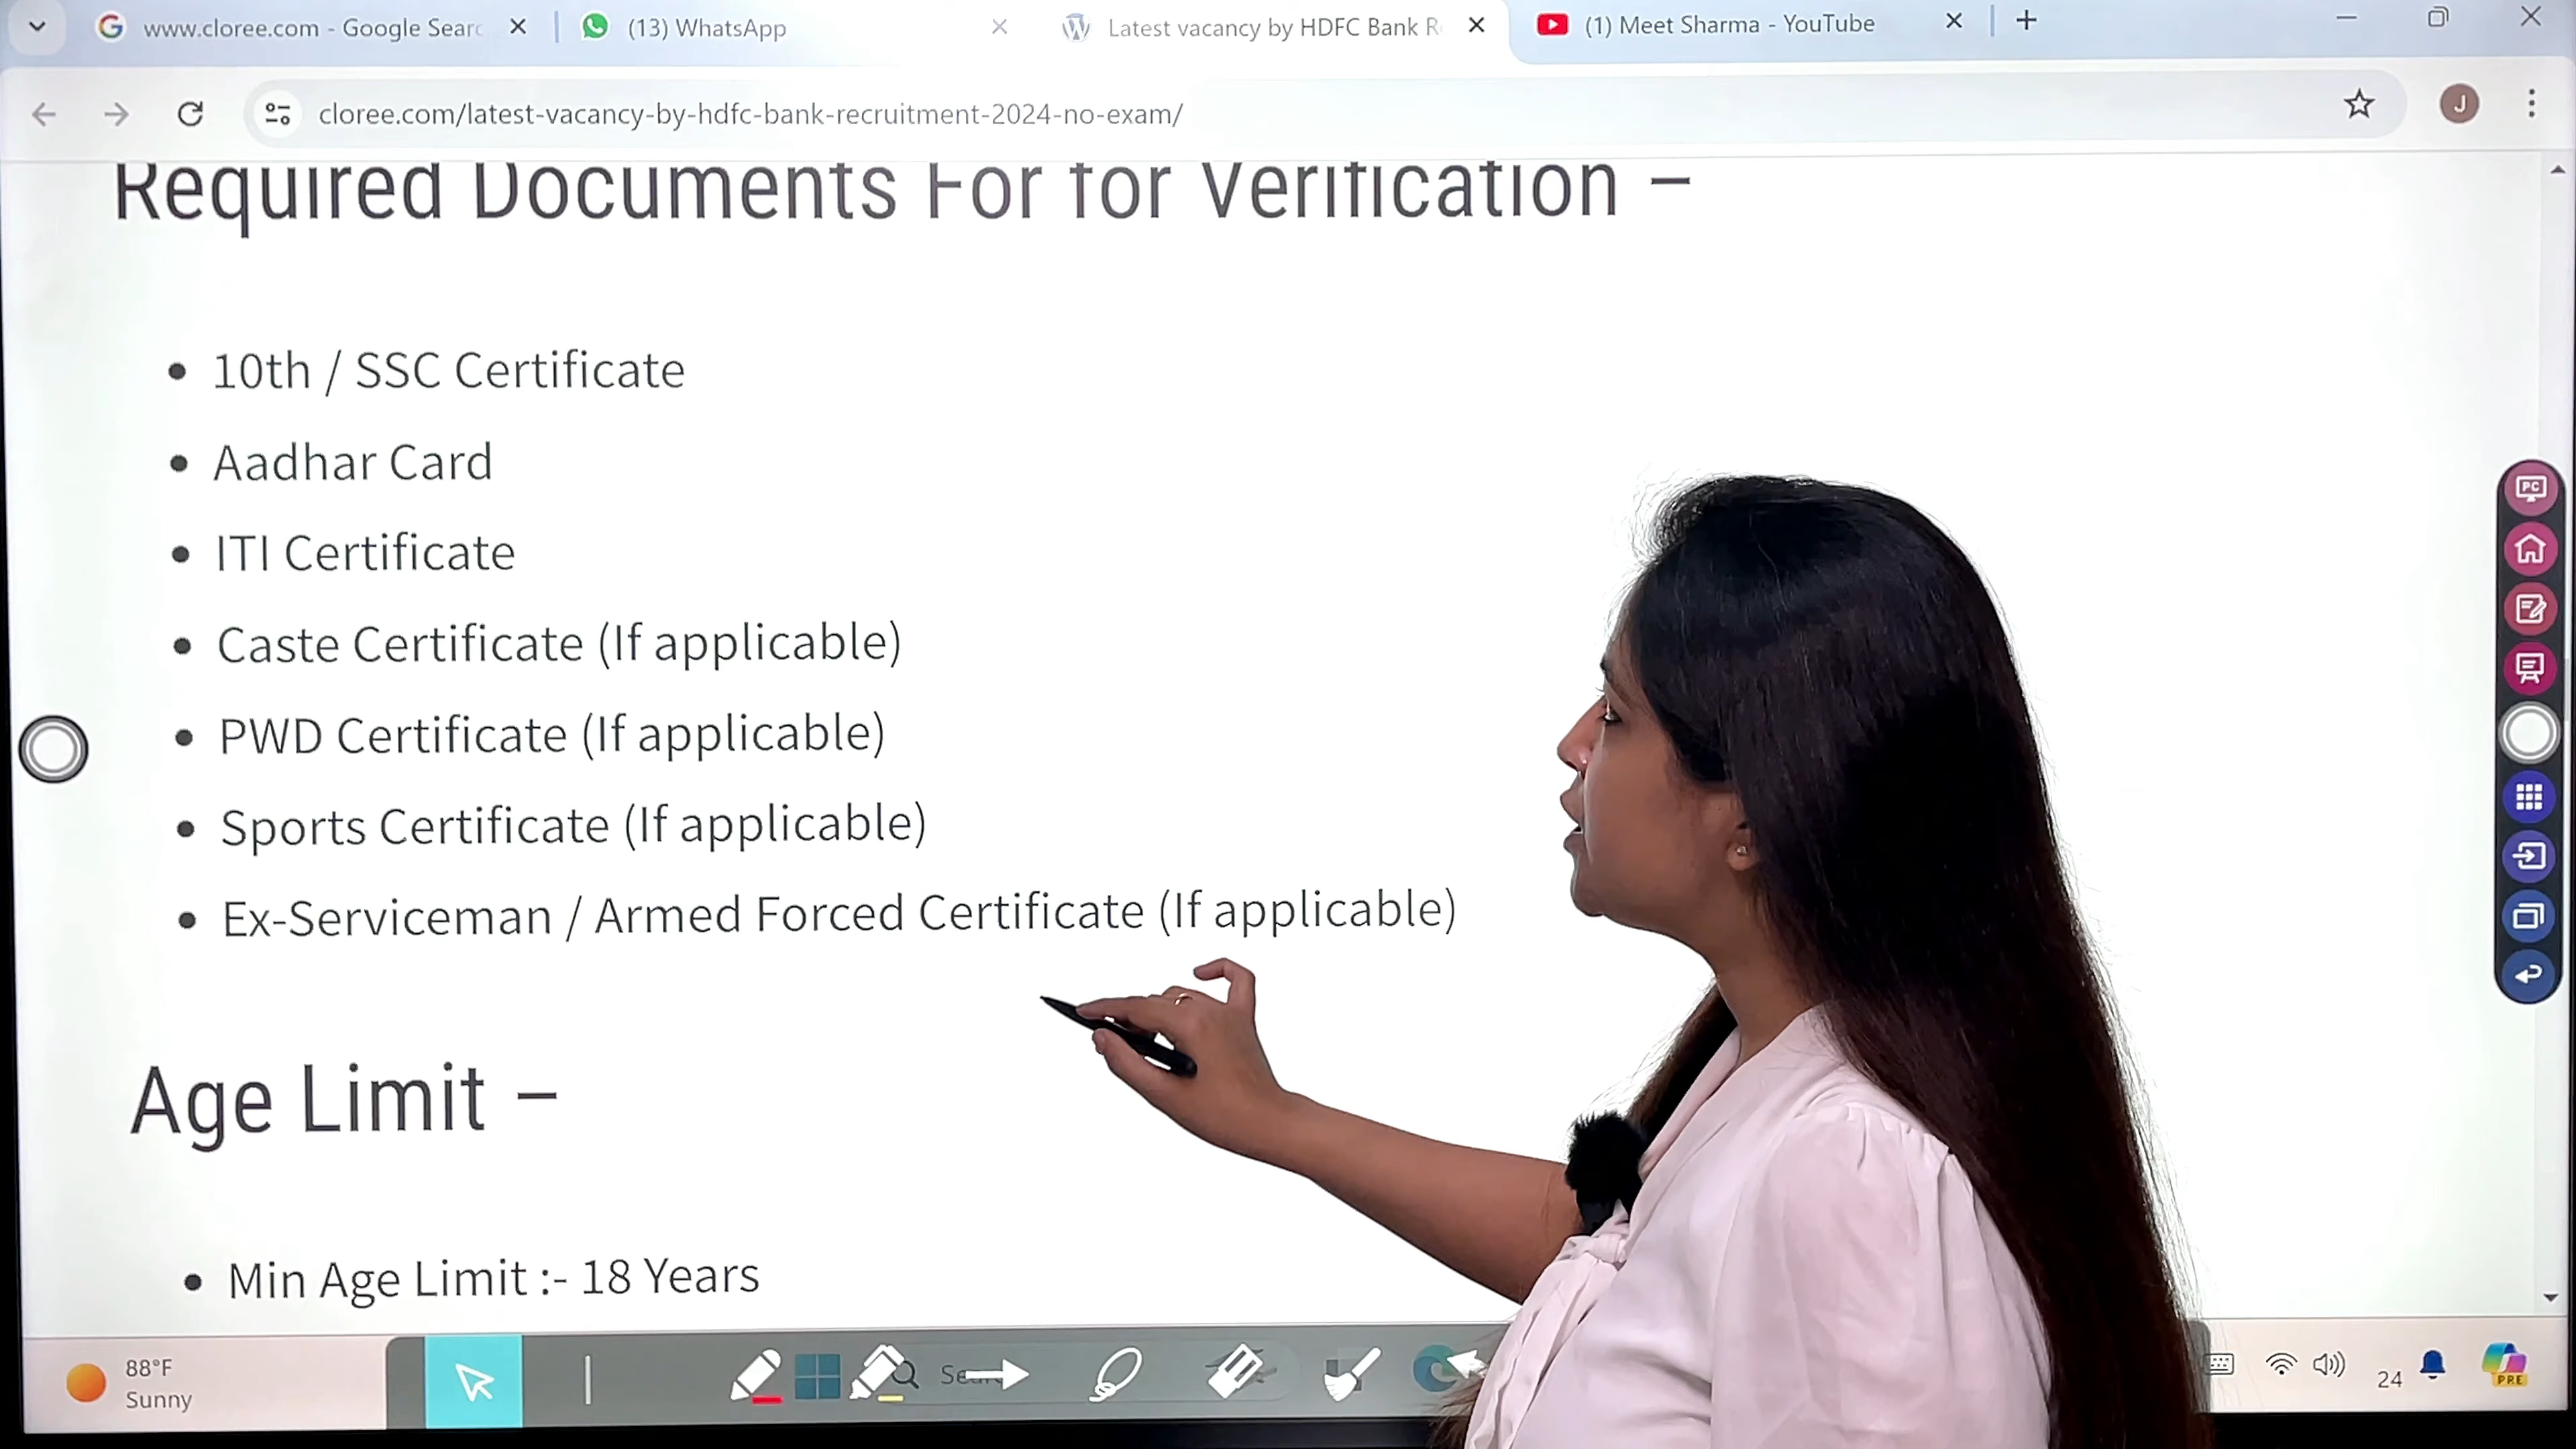 www.cloree.com - Google Searc
(13) WhatsApp
Latest vacancy by HDFC Bank R
(1) Meet Sharma - YouTube
cloree.com/latest-vacancy-by-hdfc-bank-recruitment-2024-no-exam/
J
Required Documents For for Verification –
• 10th / SSC Certificate
• Aadhar Card
• ITI Certificate
• Caste Certificate (If applicable)
• PWD Certificate (If applicable)
• Sports Certificate (If applicable)
• Ex-Serviceman / Armed Forced Certificate (If applicable)
Age Limit –
• Min Age Limit :- 18 Years
PC
88°F
Sunny
24
PRE